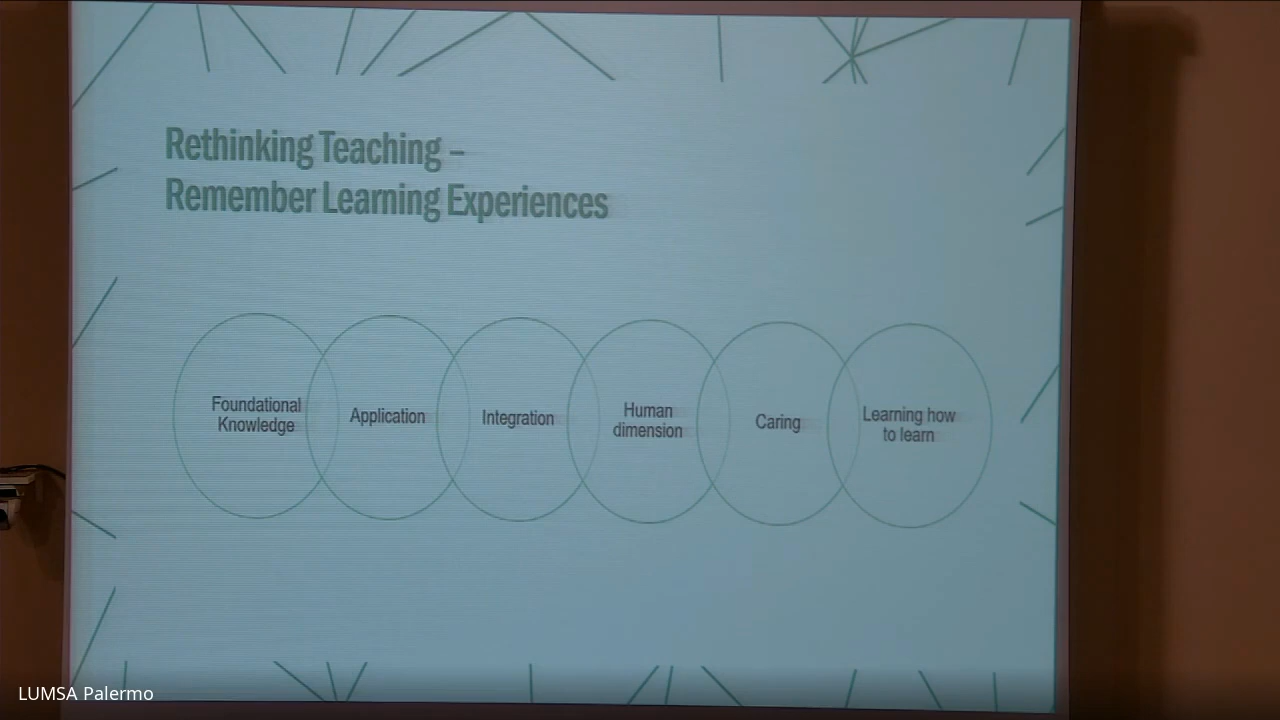 Rethinking Teaching –
Remember Learning Experiences
Foundational
Knowledge
Application
Integration
Human
dimension
Caring
Learning how
to learn
LUMSA Palermo